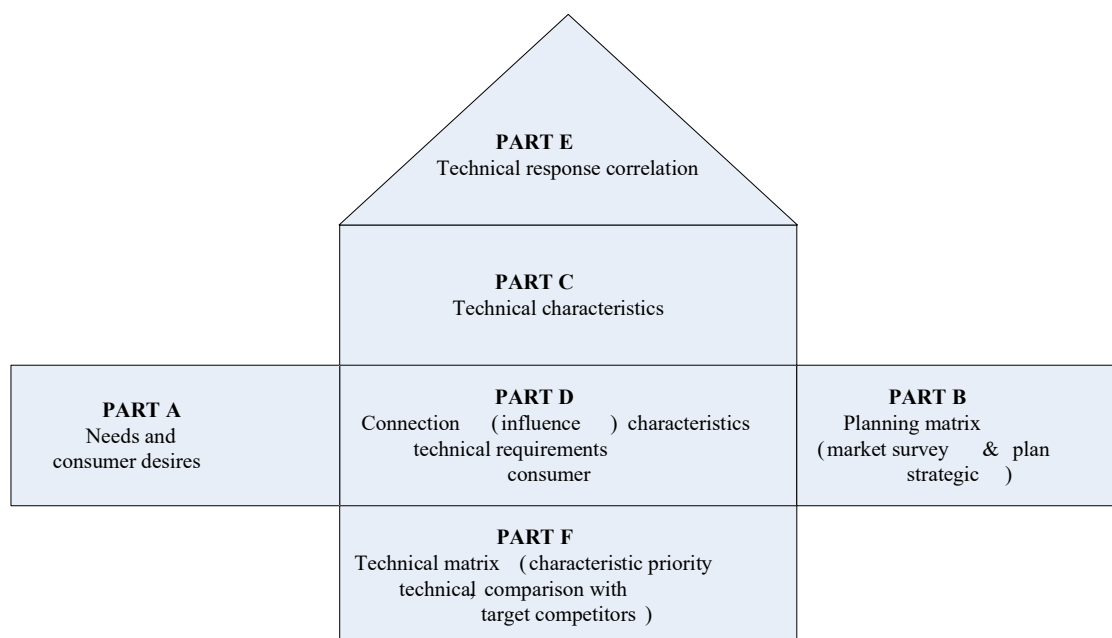 PART E
Technical response correlation
PART C
Technical characteristics
PART A
Needs and
consumer desires
PART D
Connection (influence ) characteristics
technical requirements
consumer
PART B
Planning matrix
(market survey & plan
strategic )
PART F
Technical matrix (characteristic priority
technical, comparison with
target competitors )